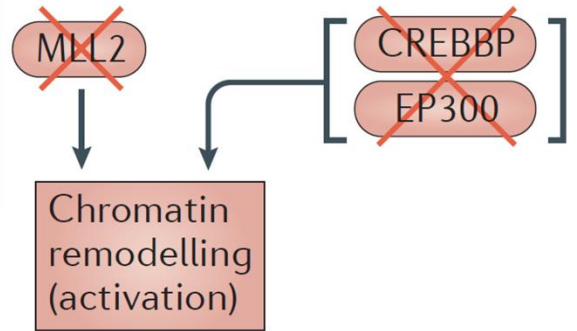 MLL2
CREBBP
EP300
Chromatin
remodelling
(activation)